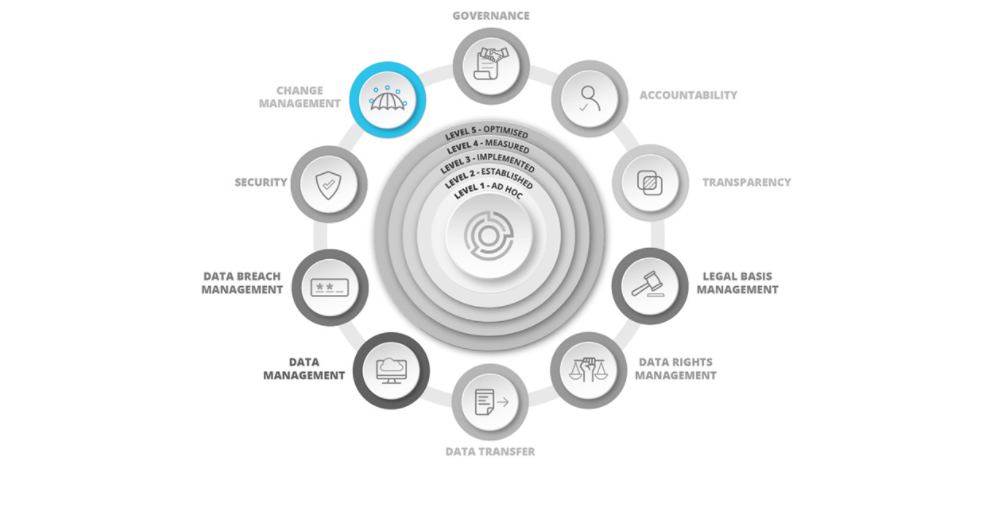 GOVERNANCE
CHANGE
MANAGEMENT
ACCOUNTABILITY
LEVEL 5 - OPTIMISED
LEVEL 4 - MEASURED
LEVEL 3 - IMPLEMENTED
LEVEL 2 - ESTABLISHED
LEVEL 1 - AD HOC
SECURITY
TRANSPARENCY
DATA BREACH
MANAGEMENT
LEGAL BASIS
MANAGEMENT
DATA
MANAGEMENT
DATA RIGHTS
MANAGEMENT
DATA TRANSFER